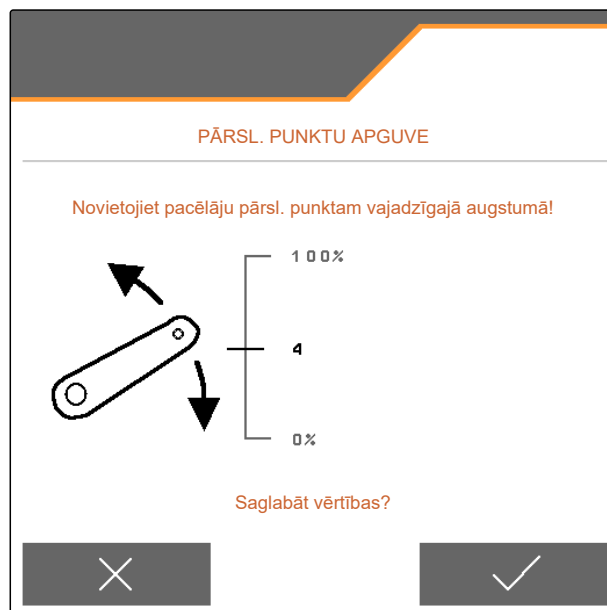 PĀRSL. PUNKTU APGUVE
Novietojiet pacēlāju pārsl. punktam vajadzīgajā augstumā!
100%
4
0%
Saglabāt vērtības?